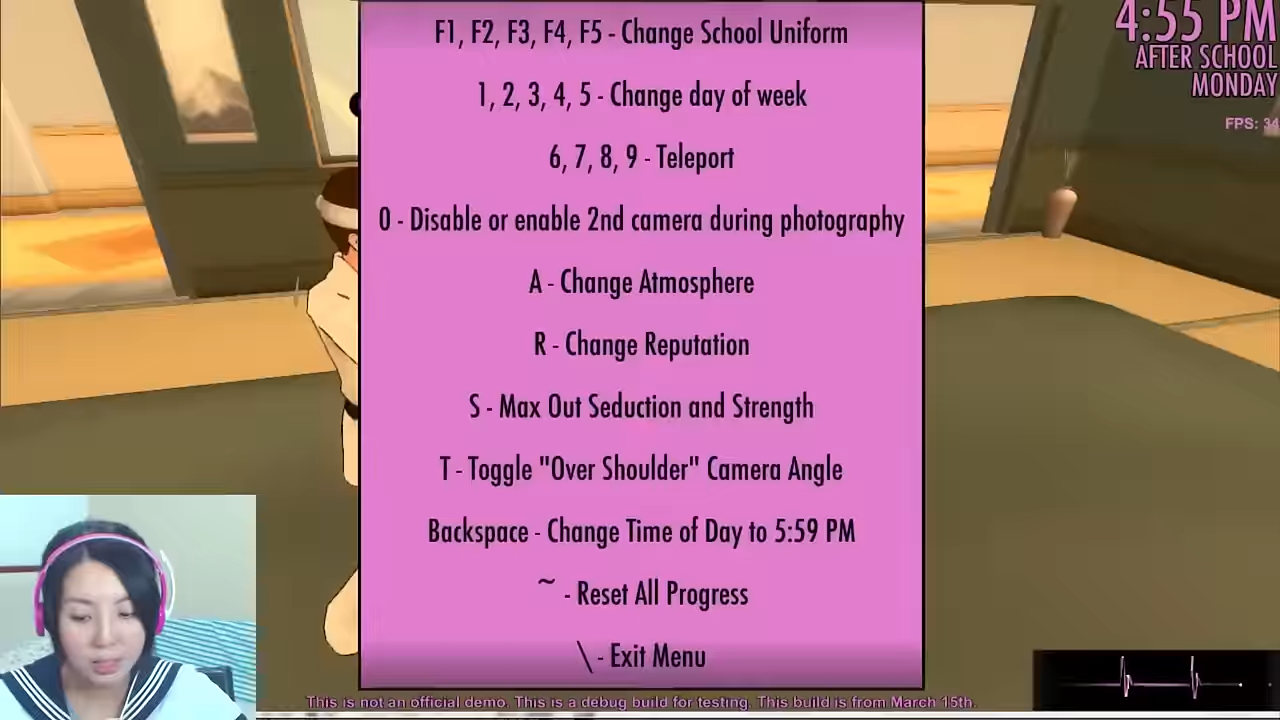 F1, F2, F3, F4, F5 - Change School Uniform
1, 2, 3, 4, 5 - Change day of week
6, 7, 8, 9 - Teleport
0 - Disable or enable 2nd camera during photography
A - Change Atmosphere
R - Change Reputation
S - Max Out Seduction and Strength
T - Toggle "Over Shoulder" Camera Angle
Backspace - Change Time of Day to 5:59 PM
~ - Reset All Progress
\ - Exit Menu
4:55 PM
AFTER SCHOOL
MONDAY
FPS: 34
This is not an official demo. This is a debug build for testing. This build is from March 15th.